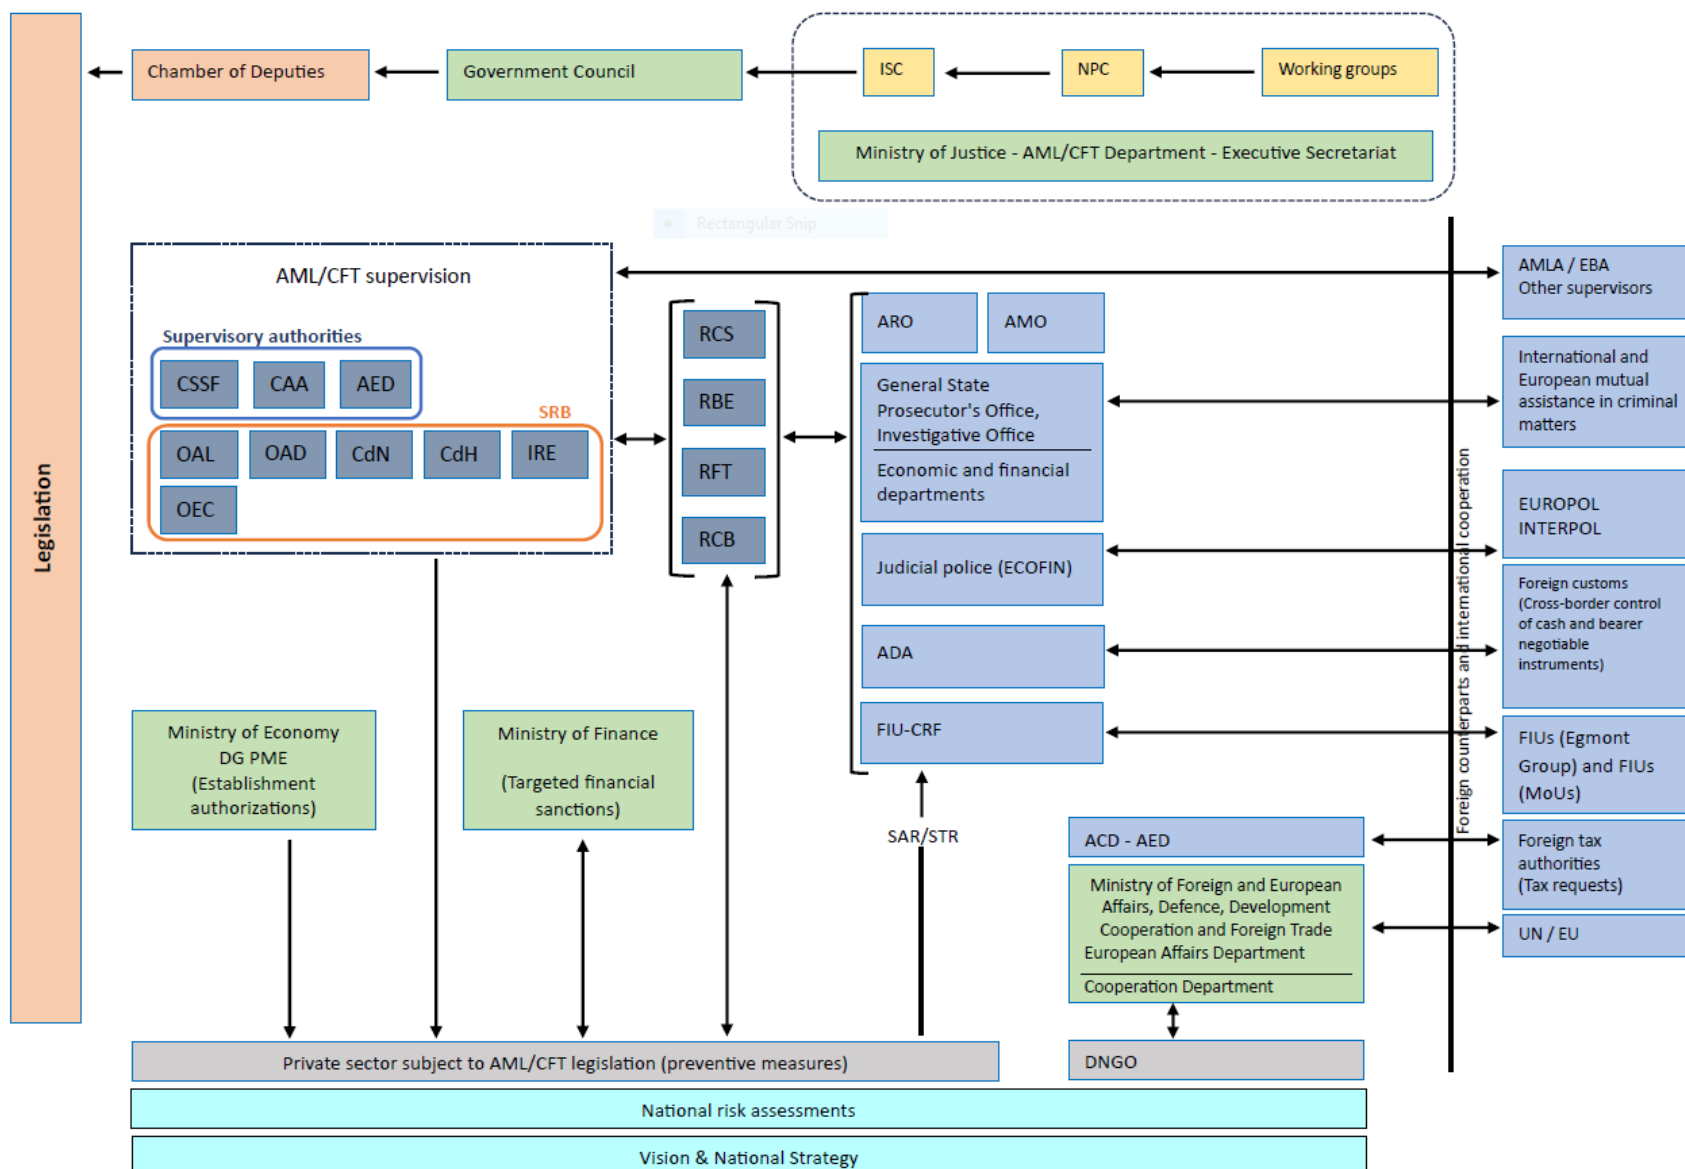 Legislation
Chamber of Deputies
Government Council
ISC
NPC
Working groups
Ministry of Justice - AML/CFT Department - Executive Secretariat
Rectangular Snip
AML/CFT supervision
Supervisory authorities
CSSF
CAA
AED
SRB
OAL
OAD
CdN
CdH
IRE
OEC
RCS
RBE
RFT
RCB
ARO
AMO
General State
Prosecutor's Office,
Investigative Office
Economic and financial
departments
Judicial police (ECOFIN)
ADA
FIU-CRF
SAR/STR
Foreign counterparts and international cooperation
AMLA / EBA
Other supervisors
International and
European mutual
assistance in criminal
matters
EUROPOL
INTERPOL
Foreign customs
(Cross-border control
of cash and bearer
negotiable
instruments)
FIUs (Egmont
Group) and FIUs
(MoUs)
Foreign tax
authorities
(Tax requests)
UN / EU
Ministry of Economy
DG PME
(Establishment
authorizations)
Ministry of Finance
(Targeted financial
sanctions)
ACD - AED
Ministry of Foreign and European
Affairs, Defence, Development
Cooperation and Foreign Trade
European Affairs Department
Cooperation Department
DNGO
Private sector subject to AML/CFT legislation (preventive measures)
National risk assessments
Vision & National Strategy